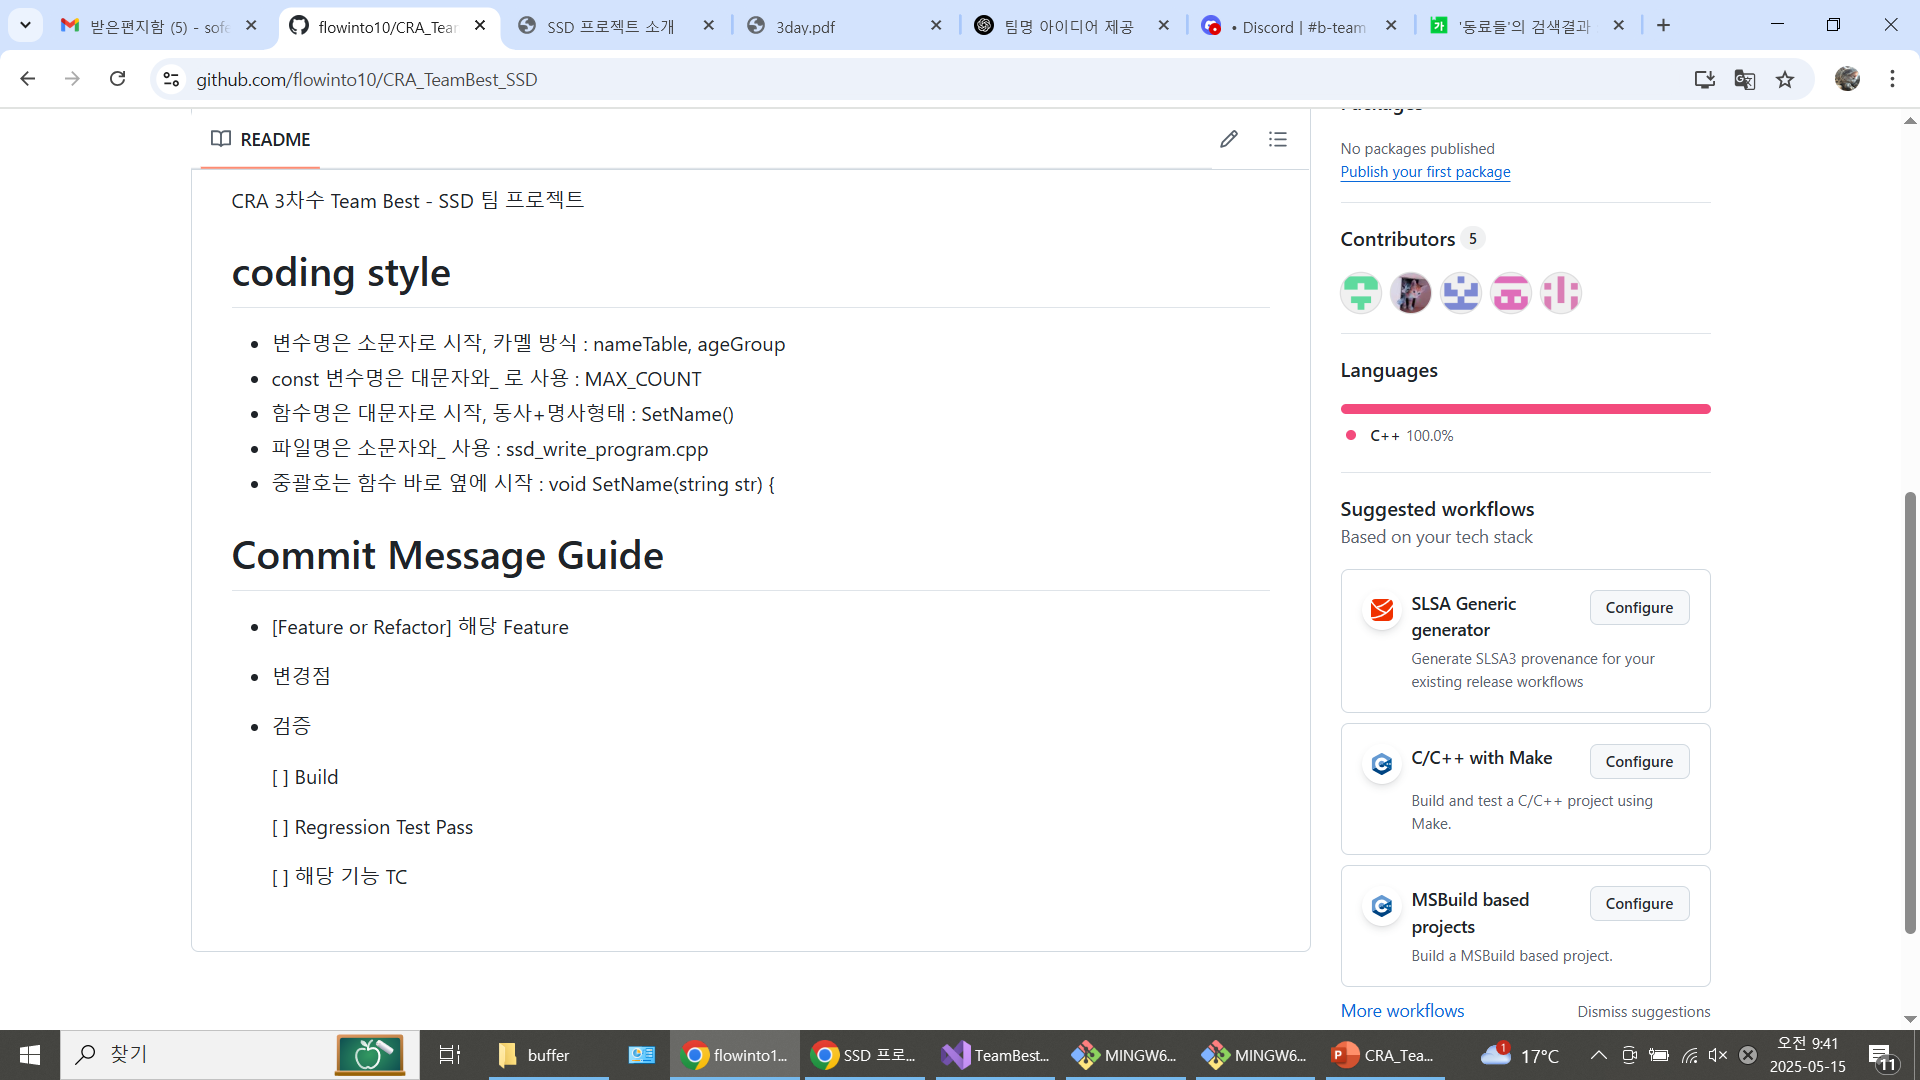 받은편지함 (5) - sofe
flowinto10/CRA_Tear
SSD 프로젝트 소개
3day.pdf
팀명 아이디어 제공
• Discord | #b-team
'동료들'의 검색결과
github.com/flowinto10/CRA_TeamBest_SSD
README
CRA 3차수 Team Best - SSD 팀 프로젝트
coding style
변수명은 소문자로 시작, 카멜 방식 : nameTable, ageGroup
const 변수명은 대문자와_ 로 사용 : MAX_COUNT
함수명은 대문자로 시작, 동사+명사형태 : SetName()
파일명은 소문자와_ 사용 : ssd_write_program.cpp
중괄호는 함수 바로 옆에 시작 : void SetName(string str) {
Commit Message Guide
[Feature or Refactor] 해당 Feature
변경점
검증
[ ] Build
[ ] Regression Test Pass
[ ] 해당 기능 TC
No packages published
Publish your first package
Contributors 5
Languages
C++ 100.0%
Suggested workflows
Based on your tech stack
SLSA Generic
generator
Configure
Generate SLSA3 provenance for your
existing release workflows
C/C++ with Make
Configure
Build and test a C/C++ project using
Make.
MSBuild based
projects
Configure
Build a MSBuild based project.
More workflows
Dismiss suggestions
찾기
buffer
flowinto1...
SSD 프로...
TeamBest...
MINGW6...
MINGW6...
CRA_Tea...
1
17°C
오전 9:41
2025-05-15
11